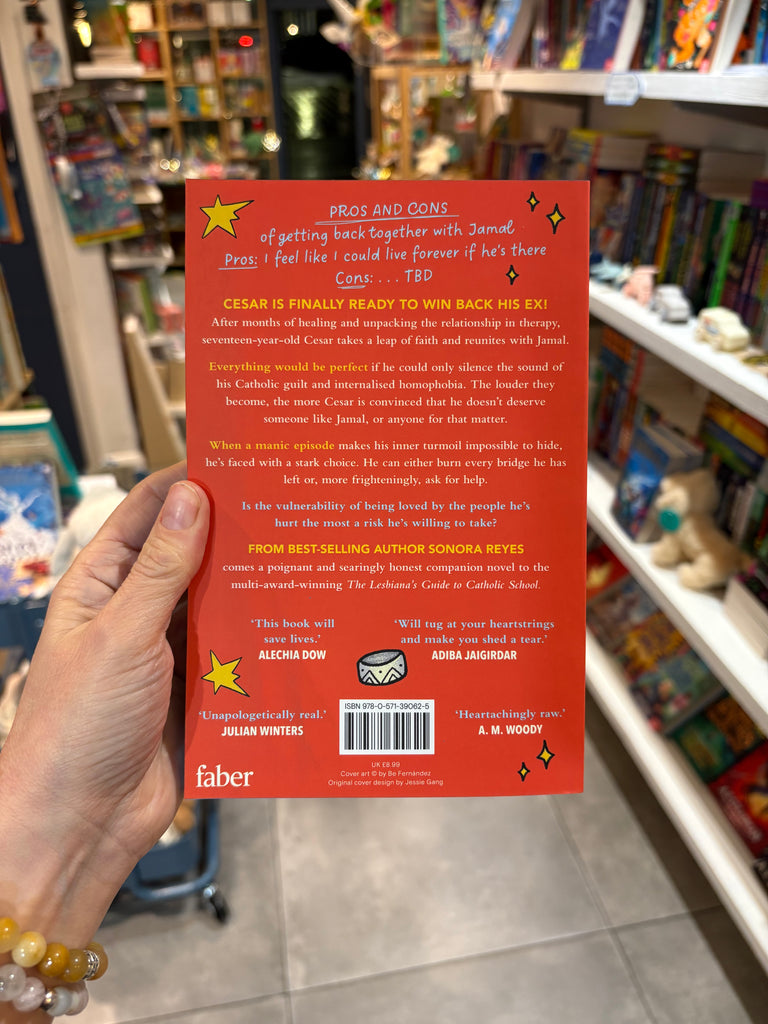 PROS AND CONS
of getting back together with Jamal
Pros: I feel like I could live forever if he's there
Cons: . . . TBD
CESAR IS FINALLY READY TO WIN BACK HIS EX!
After months of healing and unpacking the relationship in therapy,
seventeen-year-old Cesar takes a leap of faith and reunites with Jamal.
Everything would be perfect if he could only silence the sound of
his Catholic guilt and internalised homophobia. The louder they
become, the more Cesar is convinced that he doesn't deserve
someone like Jamal, or anyone for that matter.
When a manic episode makes his inner turmoil impossible to hide,
he's faced with a stark choice. He can either burn every bridge he has
left or, more frighteningly, ask for help.
Is the vulnerability of being loved by the people he's
hurt the most a risk he's willing to take?
FROM BEST-SELLING AUTHOR SONORA REYES
comes a poignant and searingly honest companion novel to the
multi-award-winning The Lesbiana's Guide to Catholic School.
'This book will
save lives.'
ALECHIA DOW
'Will tug at your heartstrings
and make you shed a tear.'
ADIBA JAIGIRDAR
'Unapologetically real.'
JULIAN WINTERS
ISBN 978-0-571-39062-5
'Heartachingly raw.'
A. M. WOODY
faber
UK £8.99
Cover art © by Be Fernández
Original cover design by Jessie Gang